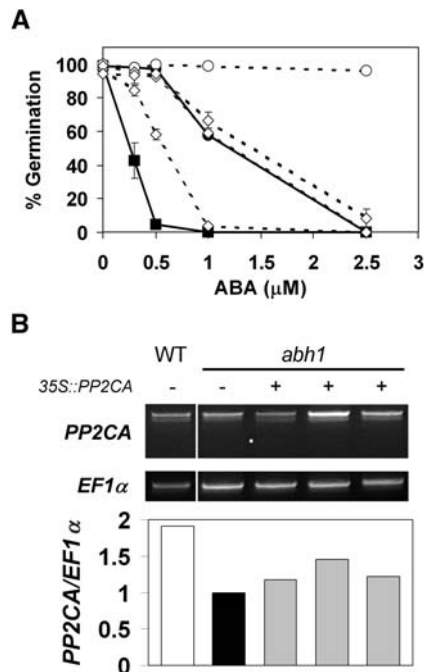 A
% Germination
100
80
60
40
20
0
0 0.5 1 1.5 2 2.5 3
ABA (μM)
B
WT abh1
35S::PP2CA - - + + +
PP2CA
EF1α
PP2CA/EF1α
2
1.5
1
0.5
0